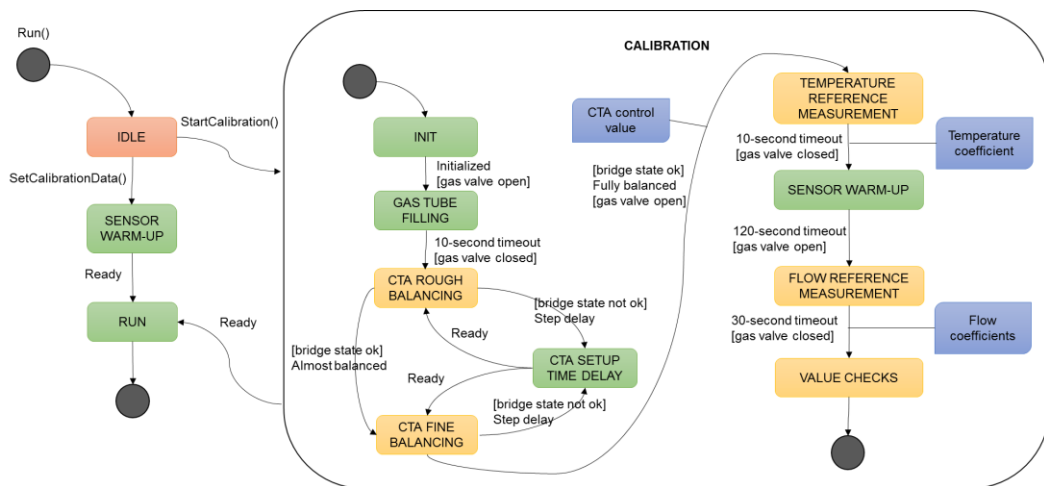 Run()
IDLE
StartCalibration()
SetCalibrationData()
SENSOR
WARM-UP
Ready
RUN
Ready
CALIBRATION
INIT
Initialized
[gas valve open]
GAS TUBE
FILLING
10-second timeout
[gas valve closed]
CTA ROUGH
BALANCING
[bridge state not ok]
Step delay
Ready
[bridge state ok]
Almost balanced
CTA SETUP
TIME DELAY
Ready
[bridge state not ok]
Step delay
CTA FINE
BALANCING
CTA control
value
[bridge state ok]
Fully balanced
[gas valve open]
TEMPERATURE
REFERENCE
MEASUREMENT
10-second timeout
[gas valve closed]
Temperature
coefficient
SENSOR WARM-UP
120-second timeout
[gas valve open]
FLOW REFERENCE
MEASUREMENT
30-second timeout
[gas valve closed]
Flow
coefficients
VALUE CHECKS